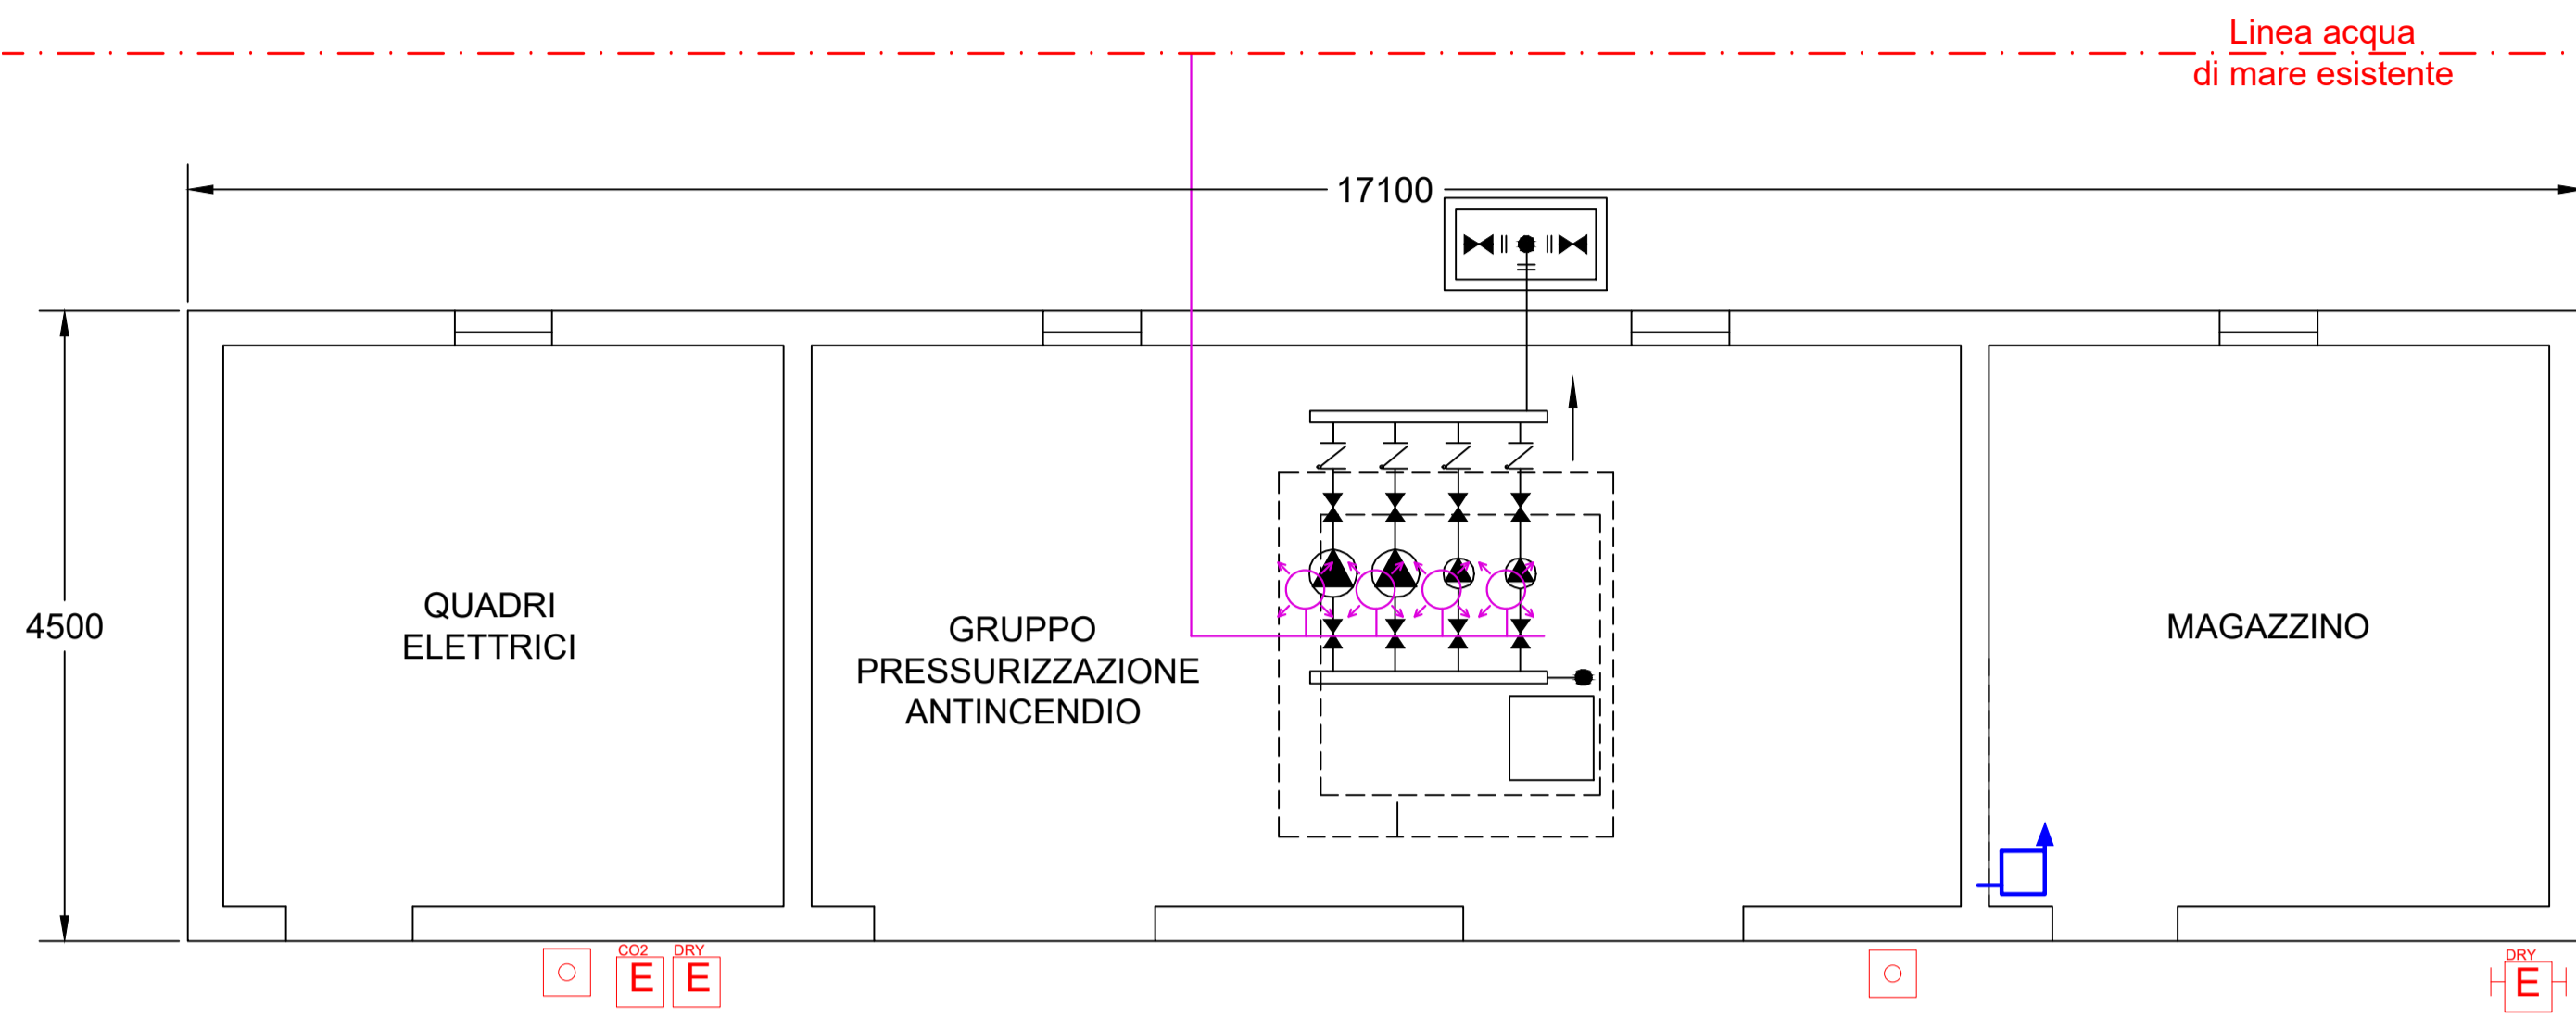 Linea acqua
di mare esistente
17100
4500
QUADRI
ELETTRICI
GRUPPO
PRESSURIZZAZIONE
ANTINCENDIO
MAGAZZINO
CO2
E
DRY
E
DRY
E